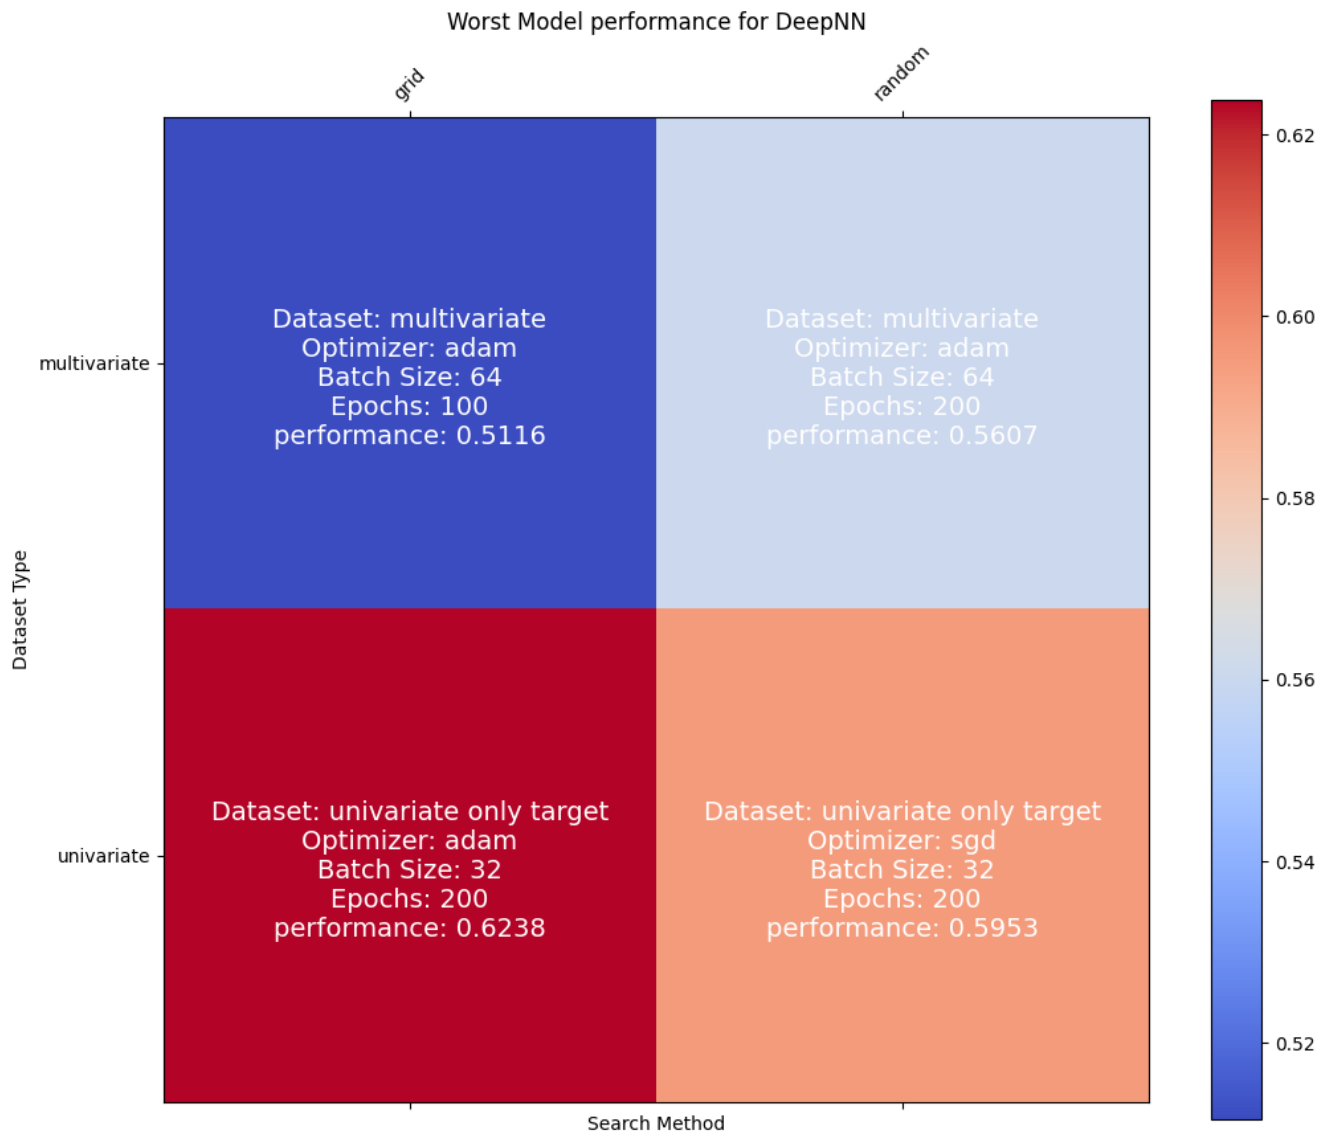 Worst Model performance for DeepNN
grid
random
multivariate
Dataset: multivariate
Optimizer: adam
Batch Size: 64
Epochs: 100
performance: 0.5116
Dataset: multivariate
Optimizer: adam
Batch Size: 64
Epochs: 200
performance: 0.5607
Dataset Type
univariate
Dataset: univariate only target
Optimizer: adam
Batch Size: 32
Epochs: 200
performance: 0.6238
Dataset: univariate only target
Optimizer: sgd
Batch Size: 32
Epochs: 200
performance: 0.5953
Search Method
0.62
0.60
0.58
0.56
0.54
0.52